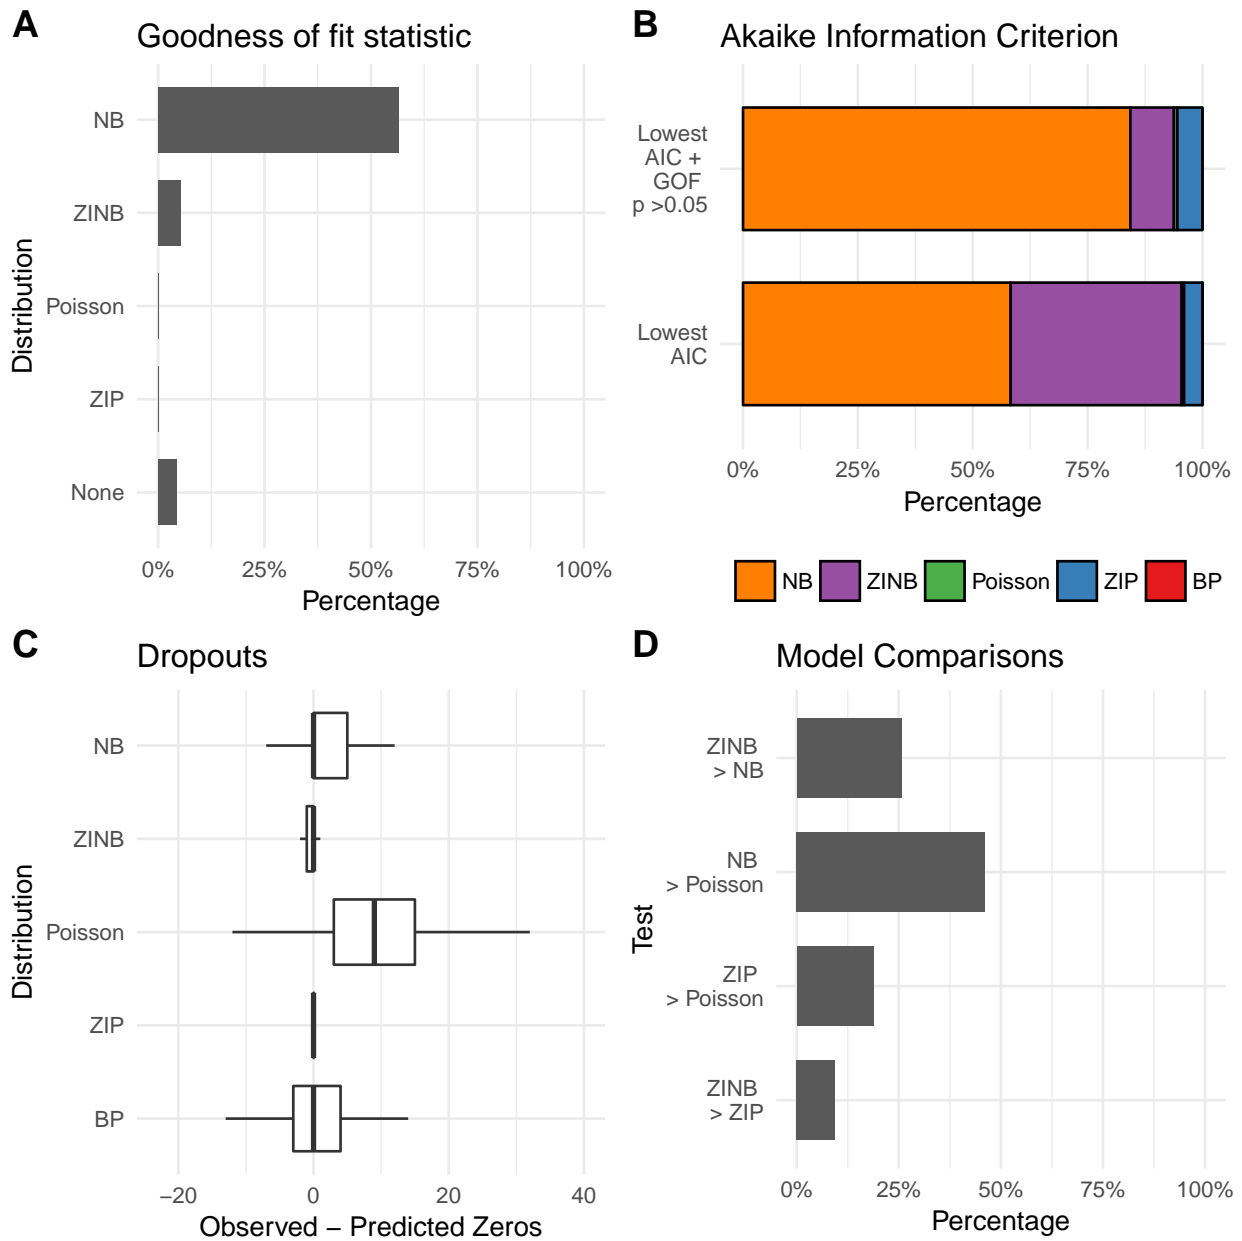 A
Goodness of fit statistic
Distribution
NB
ZINB
Poisson
ZIP
None
0% 25% 50% 75% 100%
Percentage
B
Akaike Information Criterion
Lowest
AIC +
GOF
p >0.05
Lowest
AIC
0% 25% 50% 75% 100%
Percentage
NB ZINB Poisson ZIP BP
C
Dropouts
Distribution
NB
ZINB
Poisson
ZIP
BP
−20 0 20 40
Observed − Predicted Zeros
D
Model Comparisons
Test
ZINB
> NB
NB
> Poisson
ZIP
> Poisson
ZINB
> ZIP
0% 25% 50% 75% 100%
Percentage